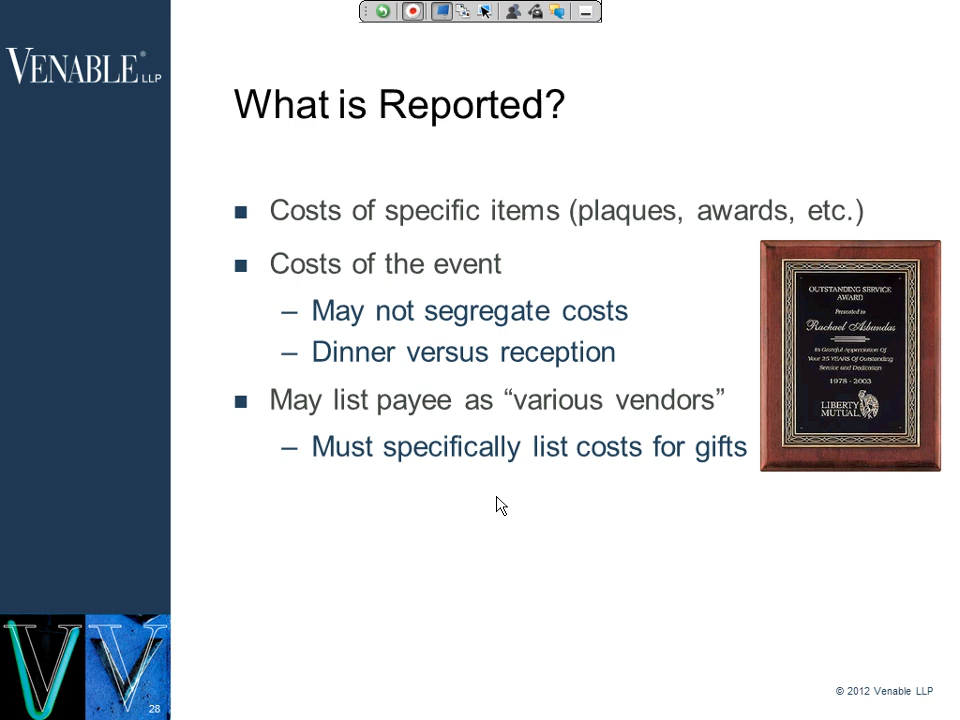 VENABLE® LLP
What is Reported?
■ Costs of specific items (plaques, awards, etc.)
■ Costs of the event
– May not segregate costs
– Dinner versus reception
■ May list payee as “various vendors”
– Must specifically list costs for gifts
OUTSTANDING SERVICE
AWARD
Presented to
Rachael Asbundas
In Grateful Appreciation Of
Your 25 YEARS Of Outstanding
Service and Dedication
1978 - 2003
LIBERTY
MUTUAL
© 2012 Venable LLP
28